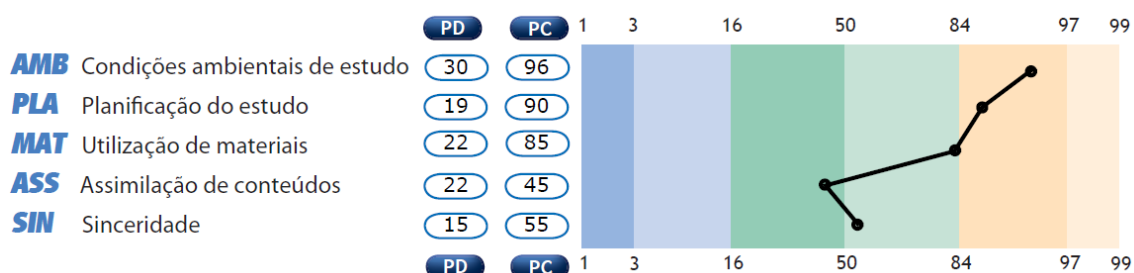 PD PC 1 3 16 50 84 97 99
AMB Condições ambientais de estudo 30 96
PLA Planificação do estudo 19 90
MAT Utilização de materiais 22 85
ASS Assimilação de conteúdos 22 45
SIN Sinceridade 15 55
PD PC 1 3 16 50 84 97 99